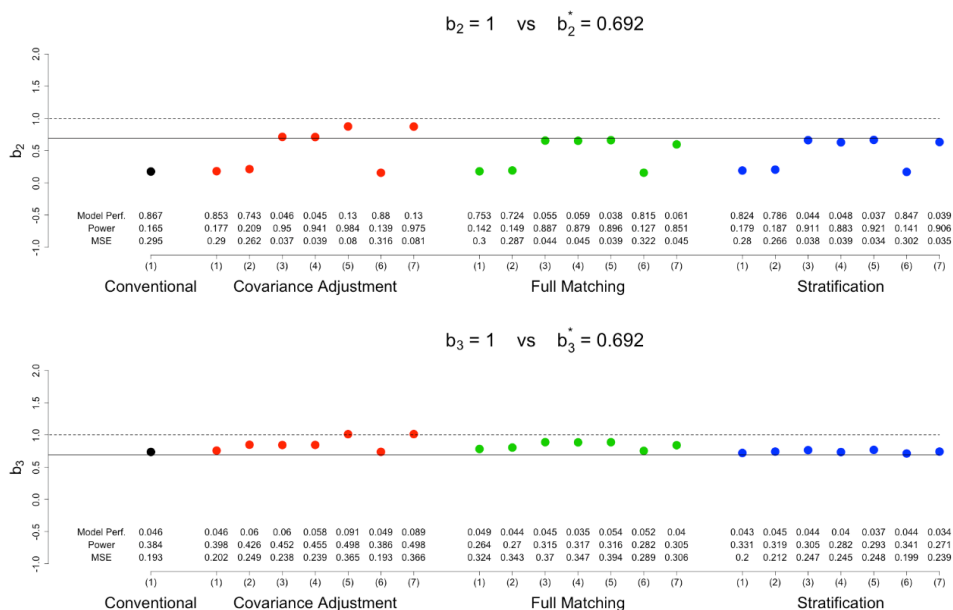 b2 = 1 vs b2* = 0.692
2.0
1.5
1.0
0.5
0.0
-0.5
-1.0
b2
Model Perf. 0.867 0.853 0.743 0.046 0.045 0.13 0.88 0.13 0.753 0.724 0.055 0.059 0.038 0.815 0.061 0.824 0.786 0.044 0.048 0.037 0.847 0.039
Power 0.165 0.177 0.209 0.95 0.941 0.984 0.139 0.975 0.142 0.149 0.887 0.879 0.896 0.127 0.851 0.179 0.187 0.911 0.883 0.921 0.141 0.906
MSE 0.295 0.29 0.262 0.037 0.039 0.08 0.316 0.081 0.3 0.287 0.044 0.045 0.039 0.322 0.045 0.28 0.266 0.038 0.039 0.034 0.302 0.035
(1) (1) (2) (3) (4) (5) (6) (7) (1) (2) (3) (4) (5) (6) (7) (1) (2) (3) (4) (5) (6) (7)
Conventional Covariance Adjustment Full Matching Stratification
b3 = 1 vs b3* = 0.692
2.0
1.5
1.0
0.5
0.0
-0.5
-1.0
b3
Model Perf. 0.046 0.046 0.06 0.06 0.058 0.091 0.049 0.089 0.049 0.044 0.045 0.035 0.054 0.052 0.04 0.043 0.045 0.044 0.04 0.037 0.044 0.034
Power 0.384 0.398 0.426 0.452 0.455 0.498 0.386 0.498 0.264 0.27 0.315 0.317 0.316 0.282 0.305 0.331 0.319 0.305 0.282 0.293 0.341 0.271
MSE 0.193 0.202 0.249 0.238 0.239 0.365 0.193 0.366 0.324 0.343 0.37 0.347 0.394 0.289 0.306 0.2 0.212 0.247 0.245 0.248 0.199 0.239
(1) (1) (2) (3) (4) (5) (6) (7) (1) (2) (3) (4) (5) (6) (7) (1) (2) (3) (4) (5) (6) (7)
Conventional Covariance Adjustment Full Matching Stratification